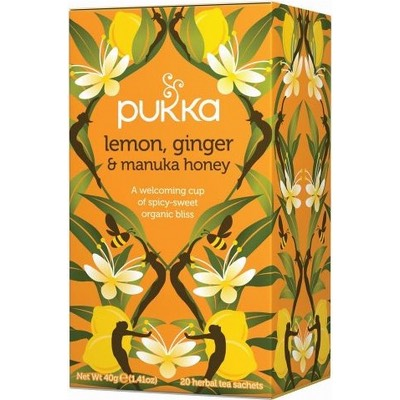 pukka
lemon, ginger
& manuka honey
A welcoming cup
of spicy-sweet
organic bliss
Net Wt 40g ℮ (1.41oz)
20 herbal tea sachets